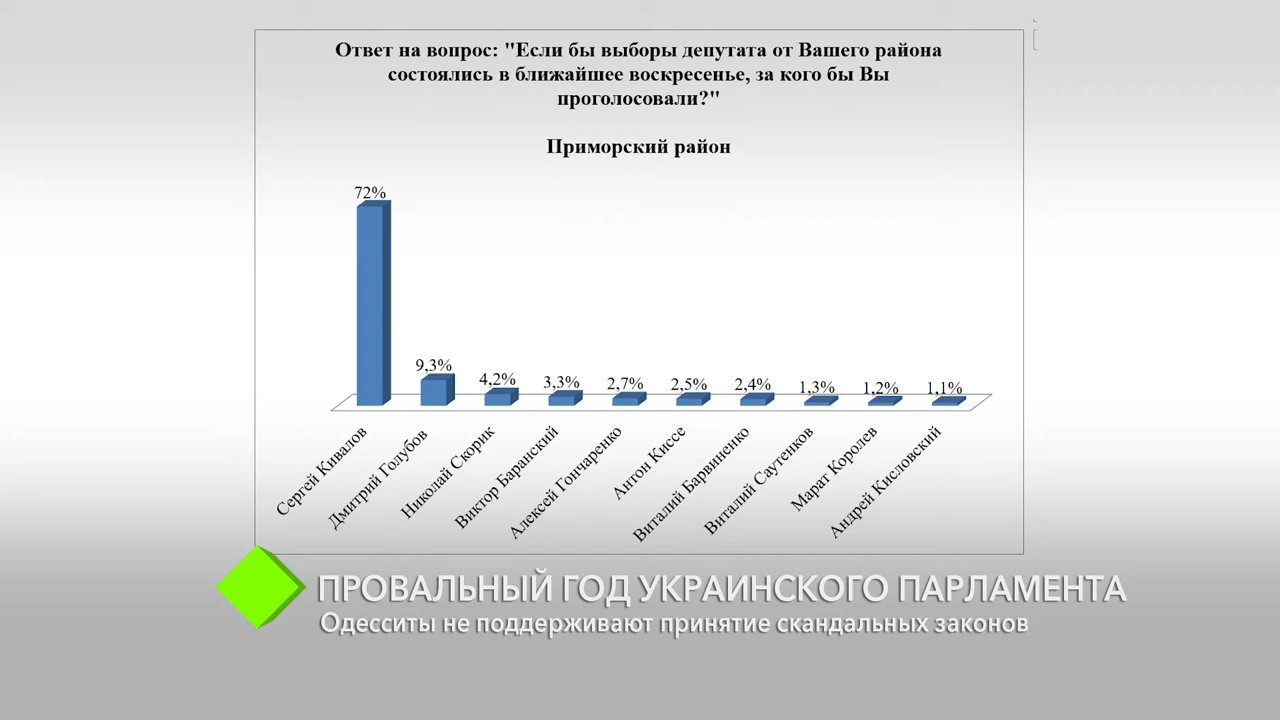 Ответ на вопрос: "Если бы выборы депутата от Вашего района
состоялись в ближайшее воскресенье, за кого бы Вы
проголосовали?"
Приморский район
72%
9,3%
4,2%
3,3%
2,7%
2,5%
2,4%
1,3%
1,2%
1,1%
Сергей Кивалов
Дмитрий Голубов
Николай Скорик
Виктор Баранский
Алексей Гончаренко
Антон Киссе
Виталий Барвиненко
Виталий Саутенков
Марат Королев
Андрей Кисловский
ПРОВАЛЬНЫЙ ГОД УКРАИНСКОГО ПАРЛАМЕНТА
Одесситы не поддерживают принятие скандальных законов